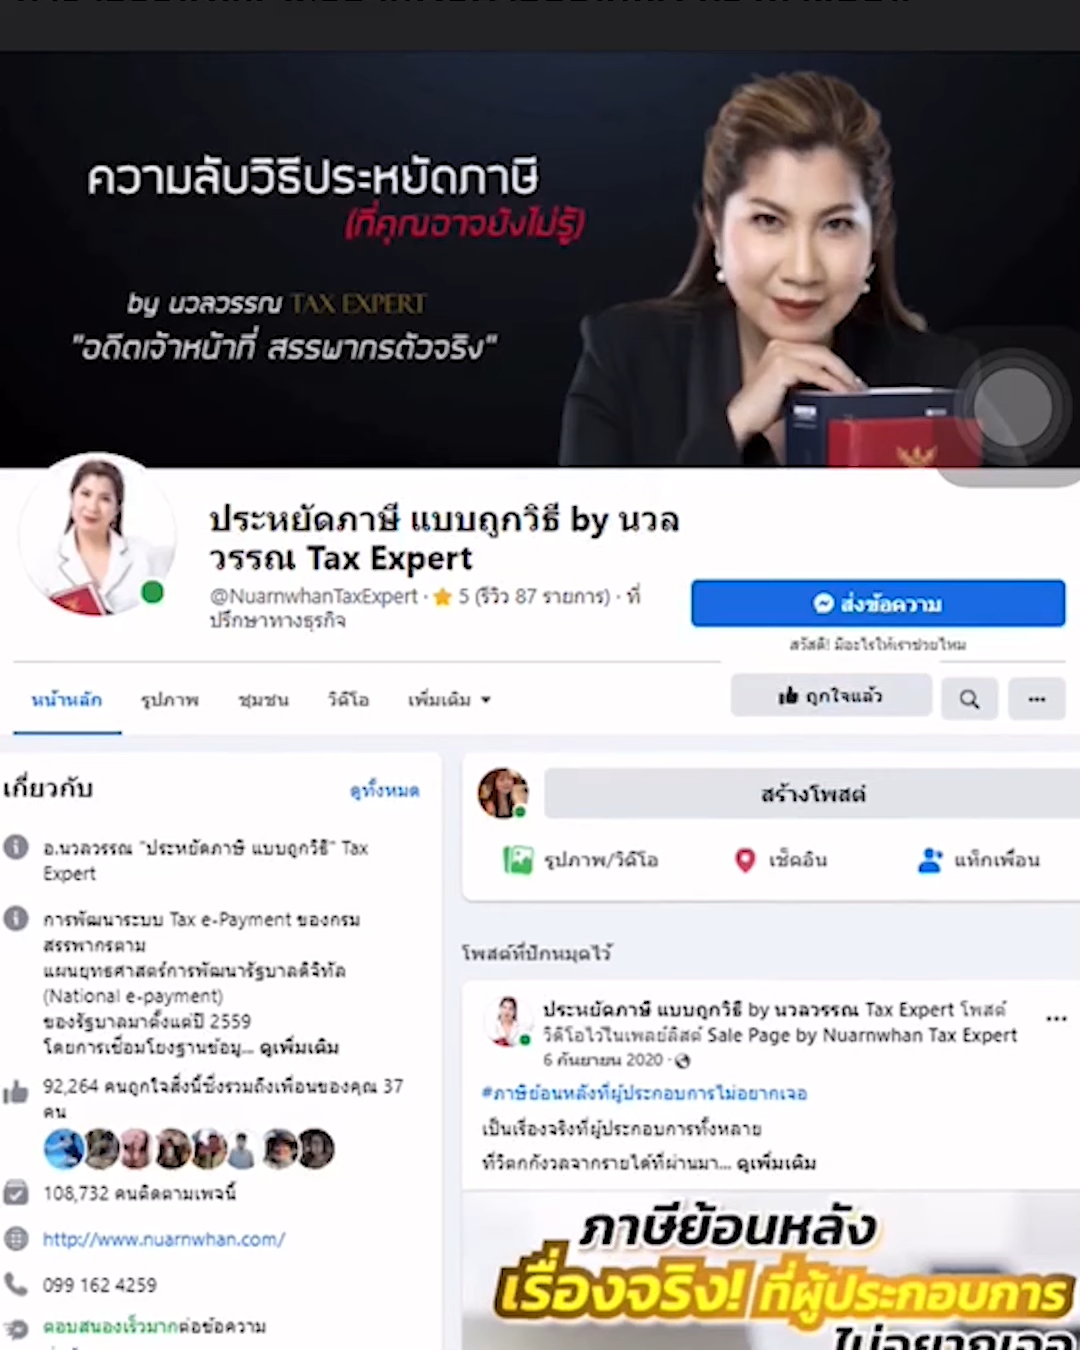 ความลับวิธีประหยัดภาษี
(ที่คุณอาจยังไม่รู้)
by นวลวรรณ TAX EXPERT
"อดีตเจ้าหน้าที่ สรรพากรตัวจริง"
ประหยัดภาษี แบบถูกวิธี by นวล
วรรณ Tax Expert
@NuarnwhanTaxExpert · 5 (รีวิว 87 รายการ) · ที่
ปรึกษาทางธุรกิจ
ส่งข้อความ
สวัสดี! มีอะไรให้เราช่วยไหม
หน้าหลัก รูปภาพ ชุมชน วิดีโอ เพิ่มเติม
ถูกใจแล้ว
เกี่ยวกับ ดูทั้งหมด
อ.นวลวรรณ "ประหยัดภาษี แบบถูกวิธี" Tax
Expert
การพัฒนาระบบ Tax e-Payment ของกรม
สรรพากรตาม
แผนยุทธศาสตร์การพัฒนารัฐบาลดิจิทัล
(National e-payment)
ของรัฐบาลมาตั้งแต่ปี 2559
โดยการเชื่อมโยงฐานข้อมู... ดูเพิ่มเติม
92,264 คนถูกใจสิ่งนี้ซึ่งรวมถึงเพื่อนของคุณ 37
คน
108,732 คนติดตามเพจนี้
http://www.nuarnwhan.com/
099 162 4259
ตอบสนองเร็วมากต่อข้อความ
สร้างโพสต์
รูปภาพ/วิดีโอ เช็คอิน แท็กเพื่อน
โพสต์ที่ปักหมุดไว้
ประหยัดภาษี แบบถูกวิธี by นวลวรรณ Tax Expert โพสต์
วิดีโอไว้ในเพลย์ลิสต์ Sale Page by Nuarnwhan Tax Expert
6 กันยายน 2020
#ภาษีย้อนหลังที่ผู้ประกอบการไม่อยากเจอ
เป็นเรื่องจริงที่ผู้ประกอบการทั้งหลาย
ที่วิตกกังวลจากรายได้ที่ผ่านมา... ดูเพิ่มเติม
ภาษีย้อนหลัง
เรื่องจริง! ที่ผู้ประกอบการ
ไม่อยากเจอ